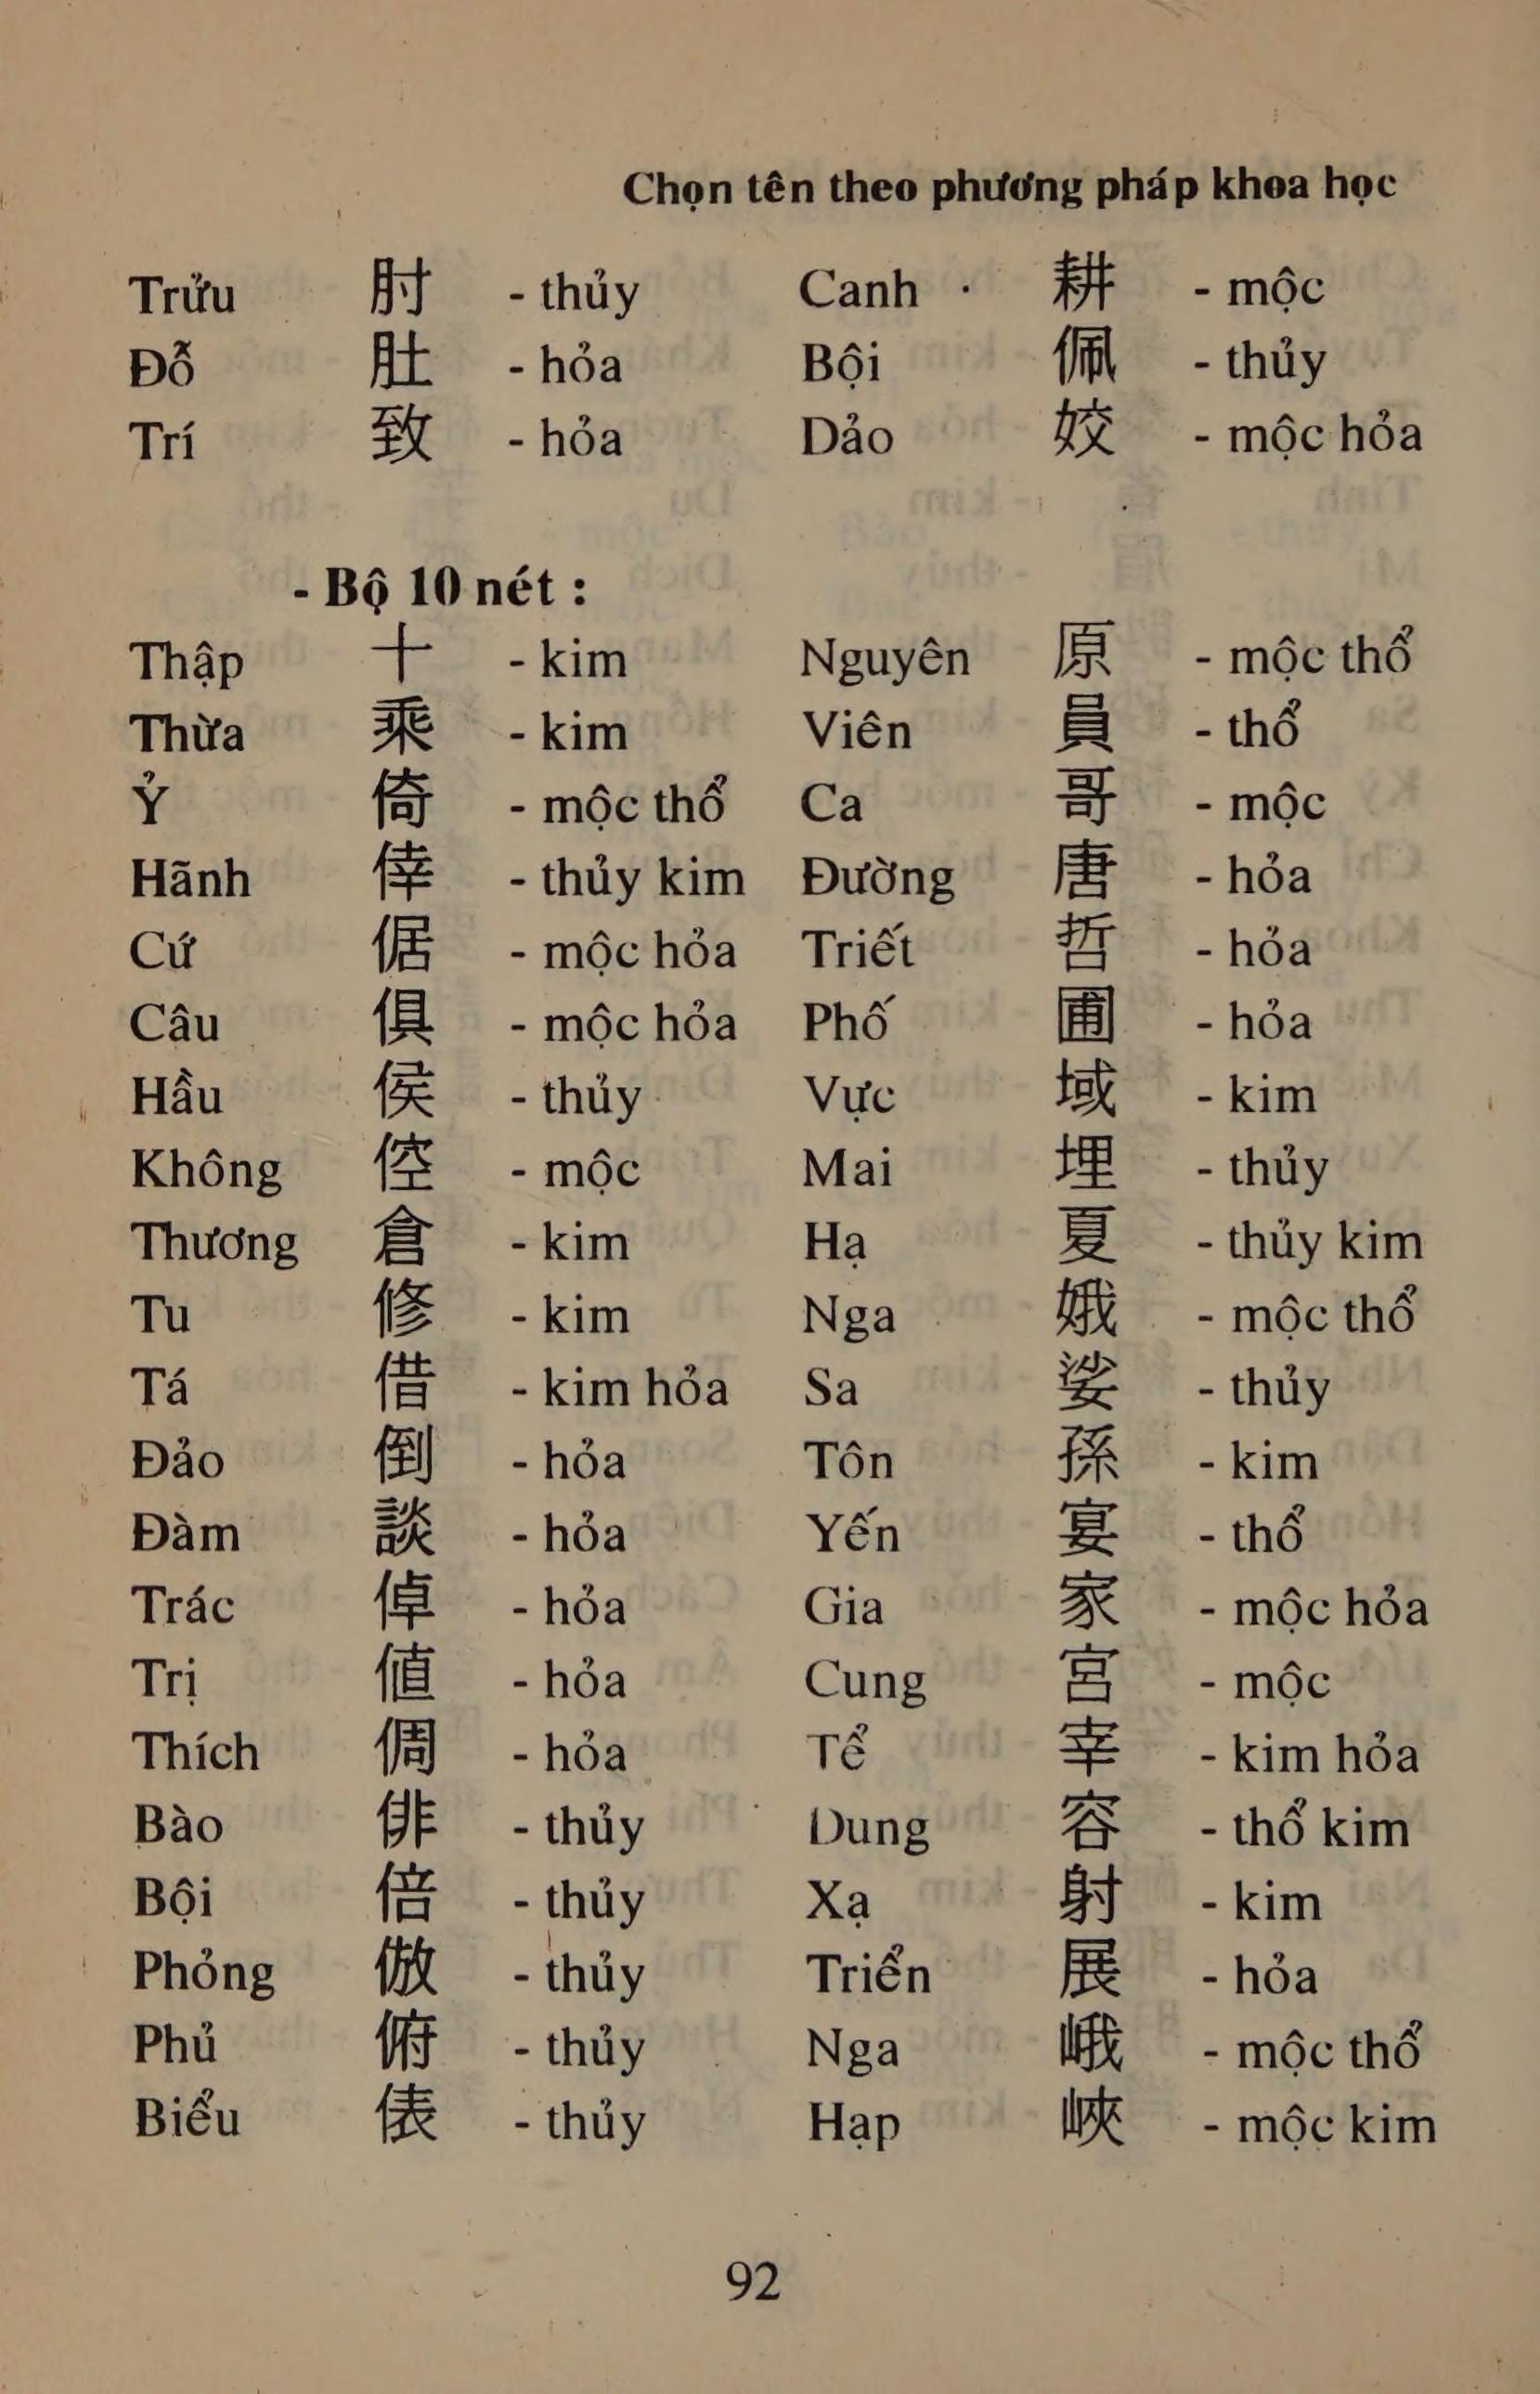 Chọn tên theo phương pháp khoa học
Trửu 肘 - thủy Canh 耕 - mộc
Đỗ 肚 - hỏa Bội 佩 - thủy
Trí 致 - hỏa Dảo 姣 - mộc hỏa
- Bộ 10 nét :
Thập 十 - kim Nguyên 原 - mộc thổ
Thừa 乘 - kim Viên 員 - thổ
Ỷ 倚 - mộc thổ Ca 哥 - mộc
Hãnh 倖 - thủy kim Đường 唐 - hỏa
Cứ 倨 - mộc hỏa Triết 哲 - hỏa
Câu 俱 - mộc hỏa Phố 圃 - hỏa
Hầu 侯 - thủy Vực 域 - kim
Không 倥 - mộc Mai 埋 - thủy
Thương 倉 - kim Hạ 夏 - thủy kim
Tu 修 - kim Nga 娥 - mộc thổ
Tá 借 - kim hỏa Sa 娑 - thủy
Đảo 倒 - hỏa Tôn 孫 - kim
Đàm 談 - hỏa Yến 宴 - thổ
Trác 倬 - hỏa Gia 家 - mộc hỏa
Trị 値 - hỏa Cung 宮 - mộc
Thích 倜 - hỏa Tể 宰 - kim hỏa
Bào 俳 - thủy Dung 容 - thổ kim
Bội 倍 - thủy Xạ 射 - kim
Phỏng 倣 - thủy Triển 展 - hỏa
Phủ 俯 - thủy Nga 峨 - mộc thổ
Biểu 俵 - thủy Hạp 峽 - mộc kim
92